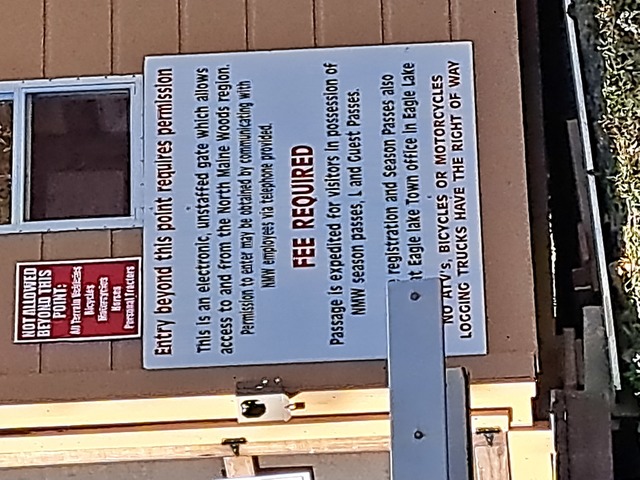 Entry beyond this point requires permission
This is an electronic, unstaffed gate which allows
access to and from the North Maine Woods region.
Permission to enter may be obtained by communicating with
NMW employees via telephone provided.
FEE REQUIRED
Passage is expedited for visitors in possession of
NMW season passes, L and Guest Passes.
registration and Season Passes also
at Eagle lake Town office in Eagle Lake
NO ATV's, BICYCLES OR MOTORCYCLES
LOGGING TRUCKS HAVE THE RIGHT OF WAY
NOT ALLOWED
BEYOND THIS
POINT:
All Terrain Vehicles
Bicycles
Motorcycles
Horses
Personal Tractors